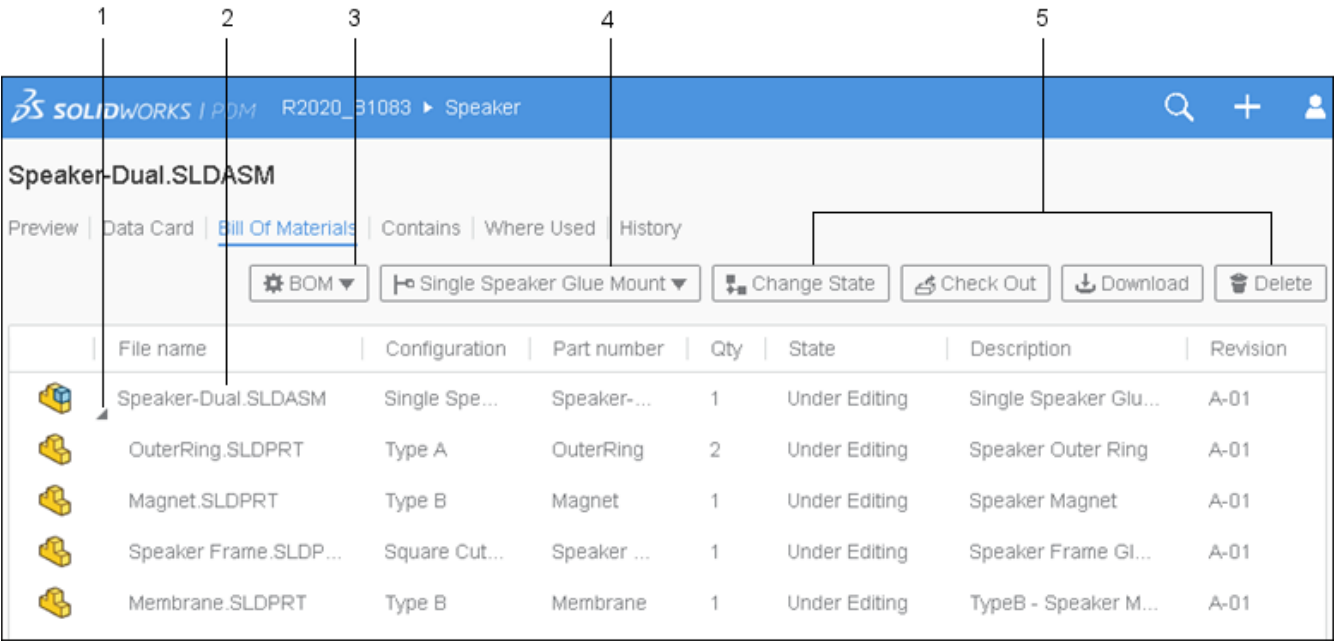 1 2 3 4 5
SOLIDWORKS | PDM R2020_B1083 ▸ Speaker
Speaker-Dual.SLDASM
Preview | Data Card | Bill Of Materials | Contains | Where Used | History
BOM ▼ Single Speaker Glue Mount ▼ Change State Check Out Download Delete
File name Configuration Part number Qty State Description Revision
Speaker-Dual.SLDASM Single Spe... Speaker-... 1 Under Editing Single Speaker Glu... A-01
OuterRing.SLDPRT Type A OuterRing 2 Under Editing Speaker Outer Ring A-01
Magnet.SLDPRT Type B Magnet 1 Under Editing Speaker Magnet A-01
Speaker Frame.SLDP... Square Cut... Speaker ... 1 Under Editing Speaker Frame Gl... A-01
Membrane.SLDPRT Type B Membrane 1 Under Editing TypeB - Speaker M... A-01